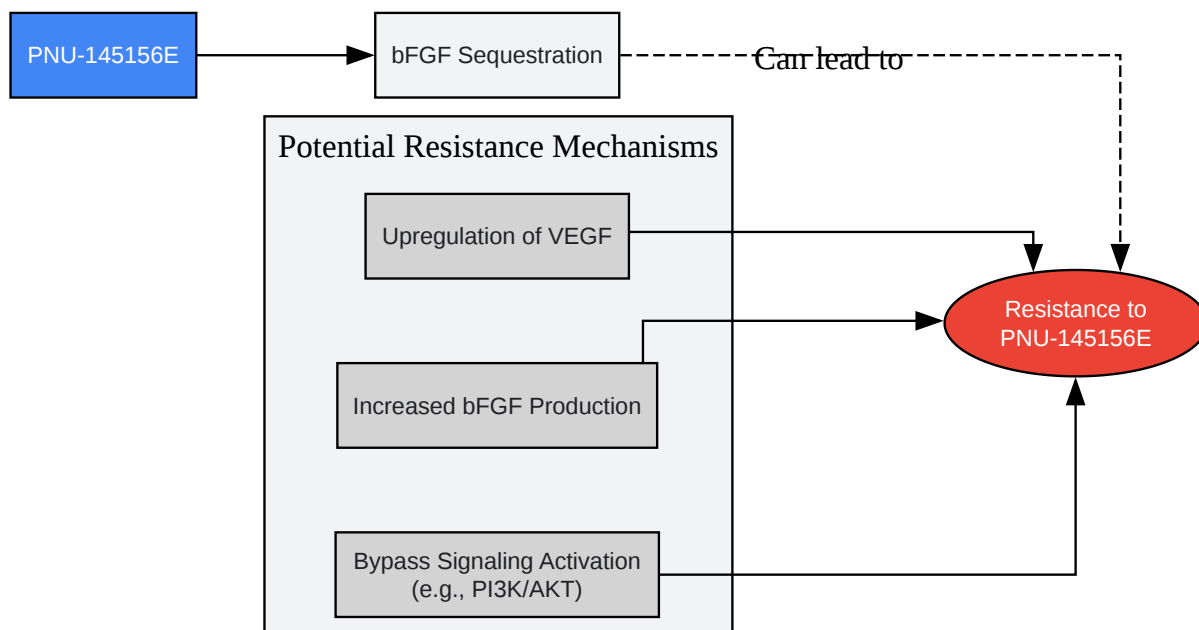 PNU-145156E
bFGF Sequestration
Can lead to
Potential Resistance Mechanisms
Upregulation of VEGF
Resistance to
PNU-145156E
Increased bFGF Production
Bypass Signaling Activation
(e.g., PI3K/AKT)